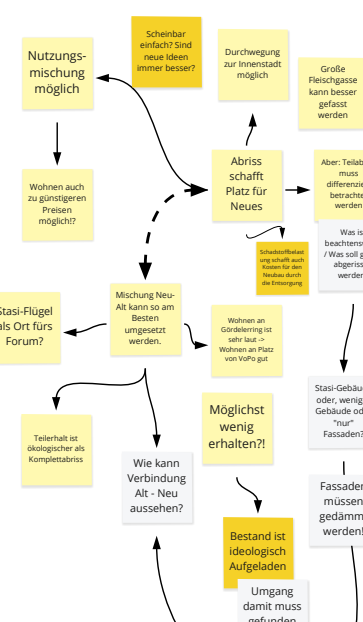 Scheinbar
einfach? Sind
neue Ideen
immer besser?
Nutzungs-
mischung
möglich
Durchwegung
zur Innenstadt
möglich
Große
Fleischgasse
kann besser
gefasst
werden
Wohnen auch
zu günstigeren
Preisen
möglich!?
Abriss
schafft
Platz für
Neues
Aber: Teilab
muss
differenzie
betrachte
werden
Was is
beachtens
/ Was soll g
abgeriss
werde
Schadstoffbelast
ung schafft auch
Kosten für den
Neubau durch
die Entsorgung
Mischung Neu-
Alt kann so am
Besten
umgesetzt
werden.
Stasi-Flügel
als Ort fürs
Forum?
Wohnen an
Gördelerring ist
sehr laut ->
Wohnen an Platz
von VoPo gut
Stasi-Gebäu
oder, wenig
Gebäude od
"nur"
Fassaden?
Möglichst
wenig
erhalten?!
Teilerhalt ist
ökologischer als
Komplettabriss
Wie kann
Verbindung
Alt - Neu
aussehen?
Fassade
müssen
gedämm
werden!
Bestand ist
ideologisch
Aufgeladen
Umgang
damit muss
gefunden